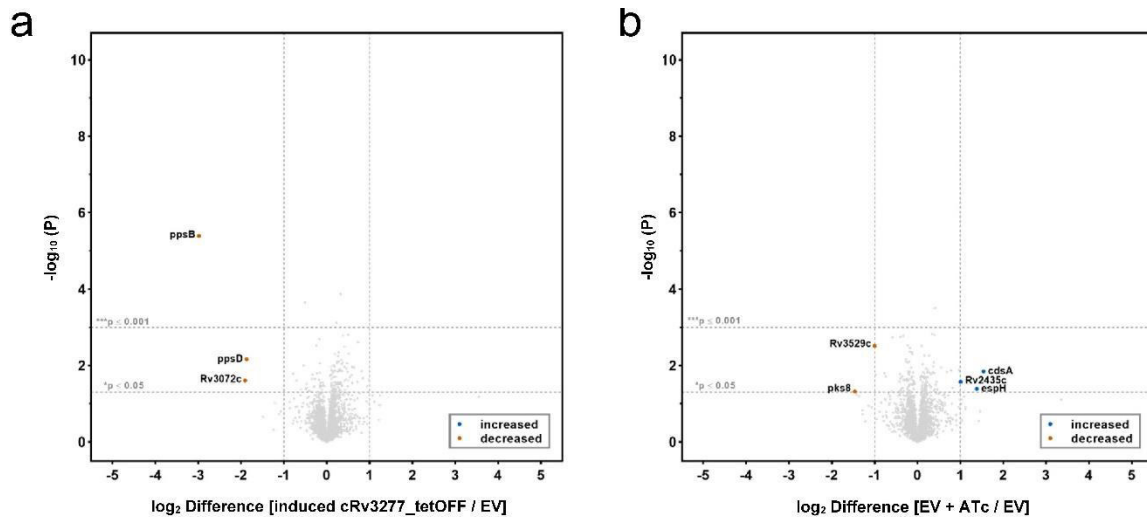 a
10
8
6
4
2
0
-log₁₀ (P)
ppsB
***p ≤ 0.001
ppsD
Rv3072c
*p < 0.05
increased
decreased
-5 -4 -3 -2 -1 0 1 2 3 4 5
log₂ Difference [induced cRv3277_tetOFF / EV]
b
10
8
6
4
2
0
-log₁₀ (P)
***p ≤ 0.001
Rv3529c
cdsA
Rv2435c
*p < 0.05
pks8
espH
increased
decreased
-5 -4 -3 -2 -1 0 1 2 3 4 5
log₂ Difference [EV + ATc / EV]